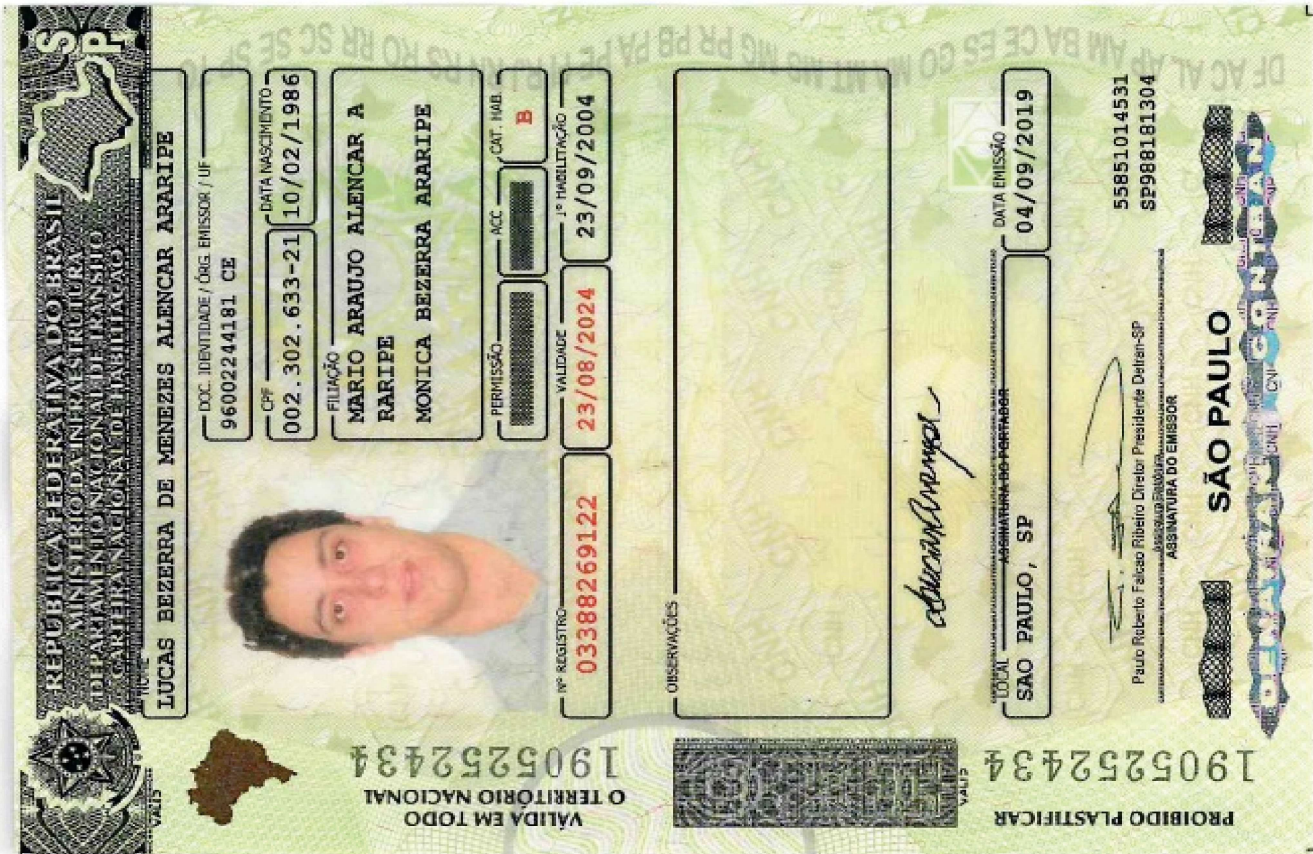 REPÚBLICA FEDERATIVA DO BRASIL
MINISTÉRIO DA INFRAESTRUTURA
DEPARTAMENTO NACIONAL DE TRÂNSITO
CARTEIRA NACIONAL DE HABILITAÇÃO
SP
NOME
LUCAS BEZERRA DE MENEZES ALENCAR ARARIPE
DOC. IDENTIDADE / ÓRG. EMISSOR / UF
96002244181 CE
CPF
002.302.633-21
DATA NASCIMENTO
10/02/1986
FILIAÇÃO
MARIO ARAUJO ALENCAR A
RARIPE
MONICA BEZERRA ARARIPE
PERMISSÃO
ACC
CAT. HAB.
B
Nº REGISTRO
03388269122
VALIDADE
23/08/2024
1ª HABILITAÇÃO
23/09/2004
OBSERVAÇÕES
ASSINATURA DO PORTADOR
LOCAL
SAO PAULO, SP
DATA EMISSÃO
04/09/2019
Paulo Roberto Falcao Ribeiro Diretor Presidente Detran-SP
ASSINATURA DO EMISSOR
55851014531
SP988181304
SÃO PAULO
DENATRAN CONTRAN
VÁLIDA EM TODO
O TERRITÓRIO NACIONAL
1905252434
PROIBIDO PLASTIFICAR
1905252434